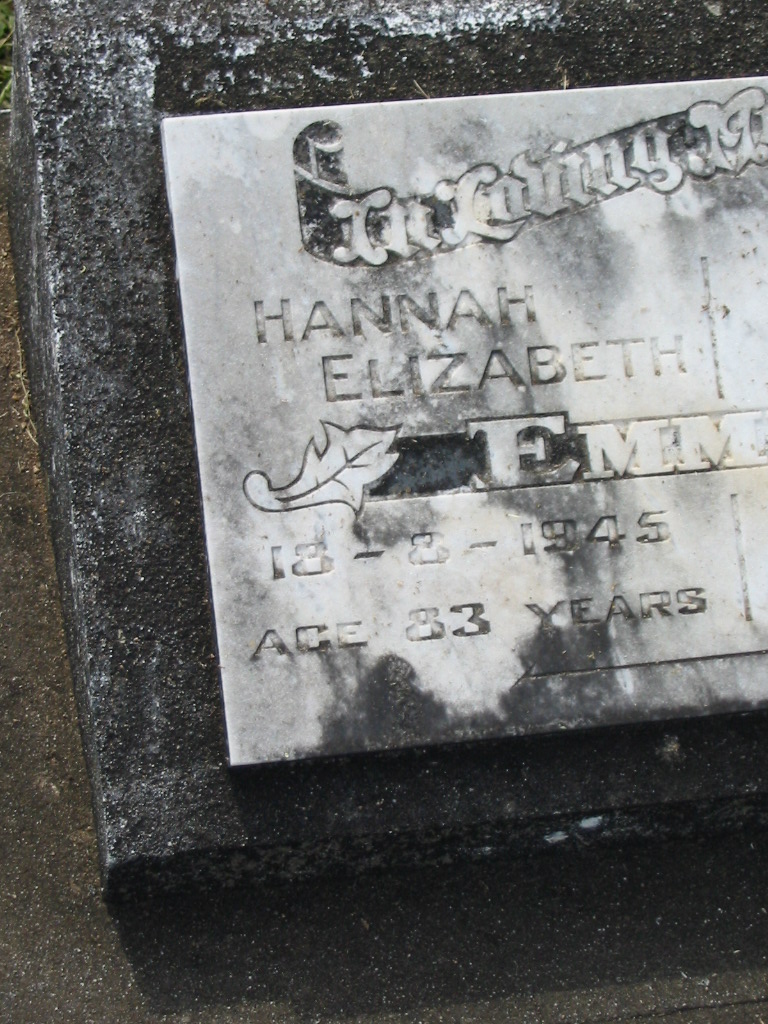 In Loving M
HANNAH
ELIZABETH
EMM
18 - 8 - 1945
AGE 83 YEARS